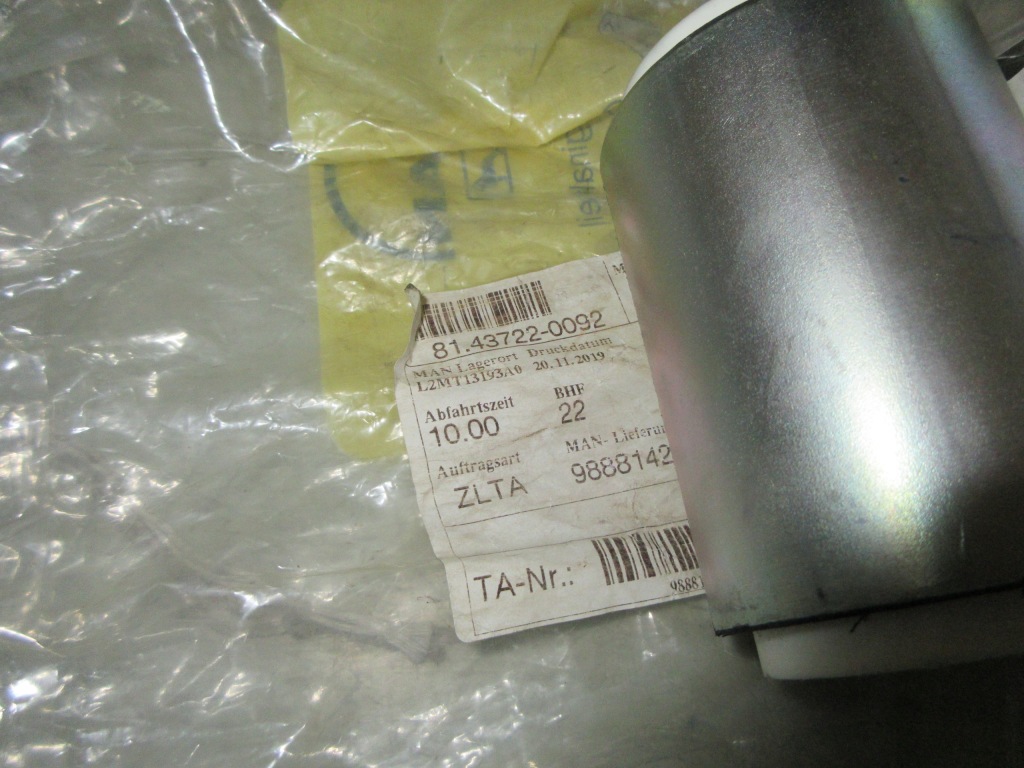 MAN
81.43722-0092
MAN Lagerort Druckdatum
L2MT13193A0 20.11.2019
Abfahrtszeit BHF
10.00 22
Auftragsart
ZLTA 9888142
TA-Nr.: